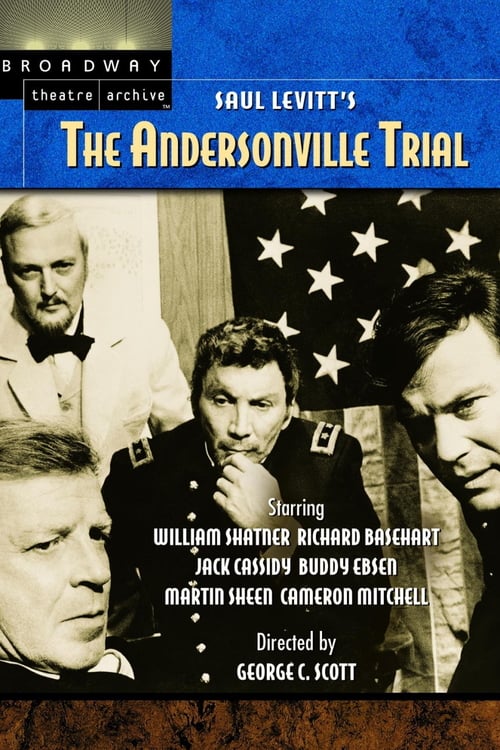 BROADWAY
theatre archive™
SAUL LEVITT'S
THE ANDERSONVILLE TRIAL
Starring
WILLIAM SHATNER RICHARD BASEHART
JACK CASSIDY BUDDY EBSEN
MARTIN SHEEN CAMERON MITCHELL
Directed by
GEORGE C. SCOTT